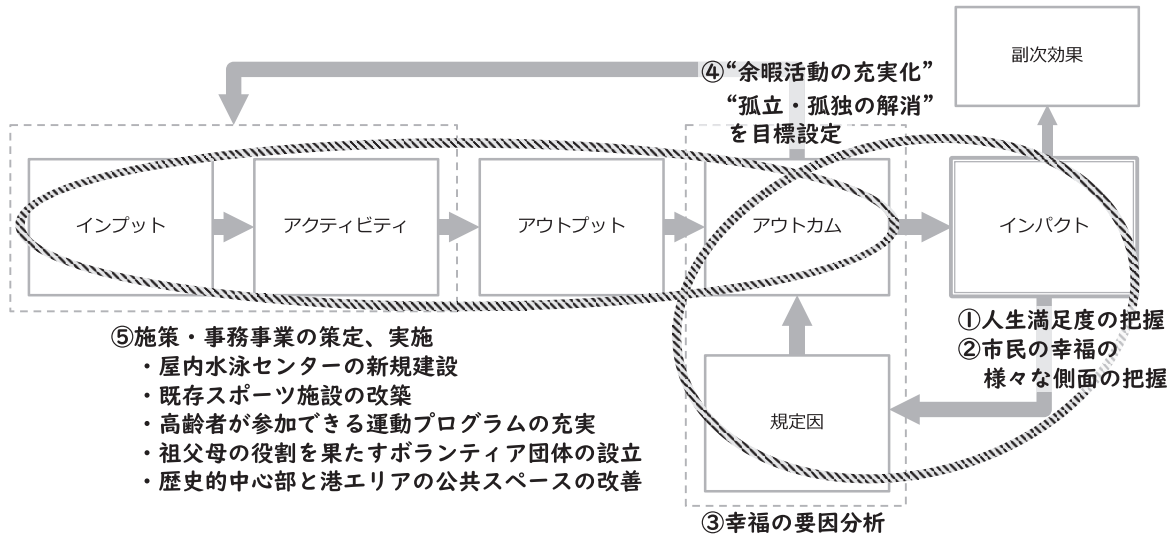 副次効果
④“余暇活動の充実化”
“孤立・孤独の解消”
を目標設定
インプット
アクティビティ
アウトプット
アウトカム
インパクト
①人生満足度の把握
②市民の幸福の
様々な側面の把握
⑤施策・事務事業の策定、実施
・屋内水泳センターの新規建設
・既存スポーツ施設の改築
・高齢者が参加できる運動プログラムの充実
・祖父母の役割を果たすボランティア団体の設立
・歴史的中心部と港エリアの公共スペースの改善
規定因
③幸福の要因分析